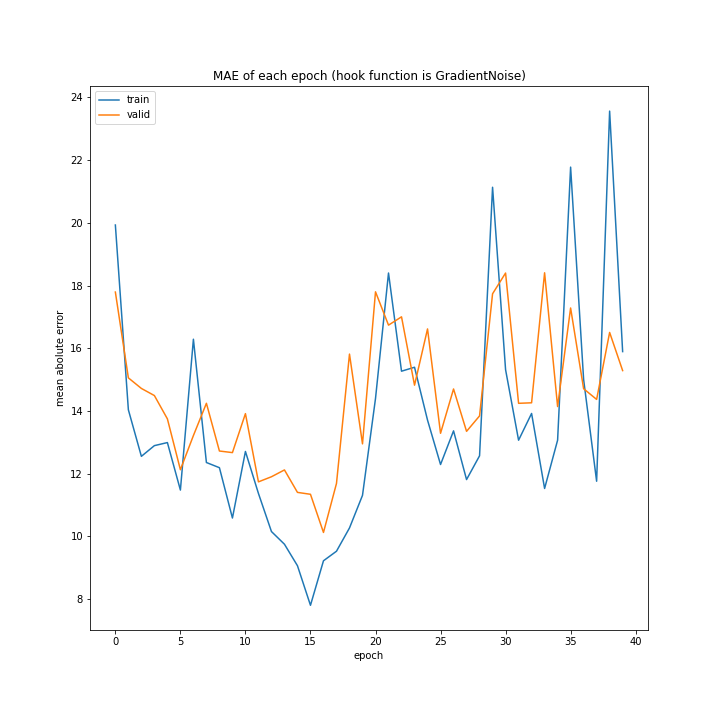 MAE of each epoch (hook function is GradientNoise)
train
valid
24
22
20
18
16
14
12
10
8
mean abolute error
0 5 10 15 20 25 30 35 40
epoch